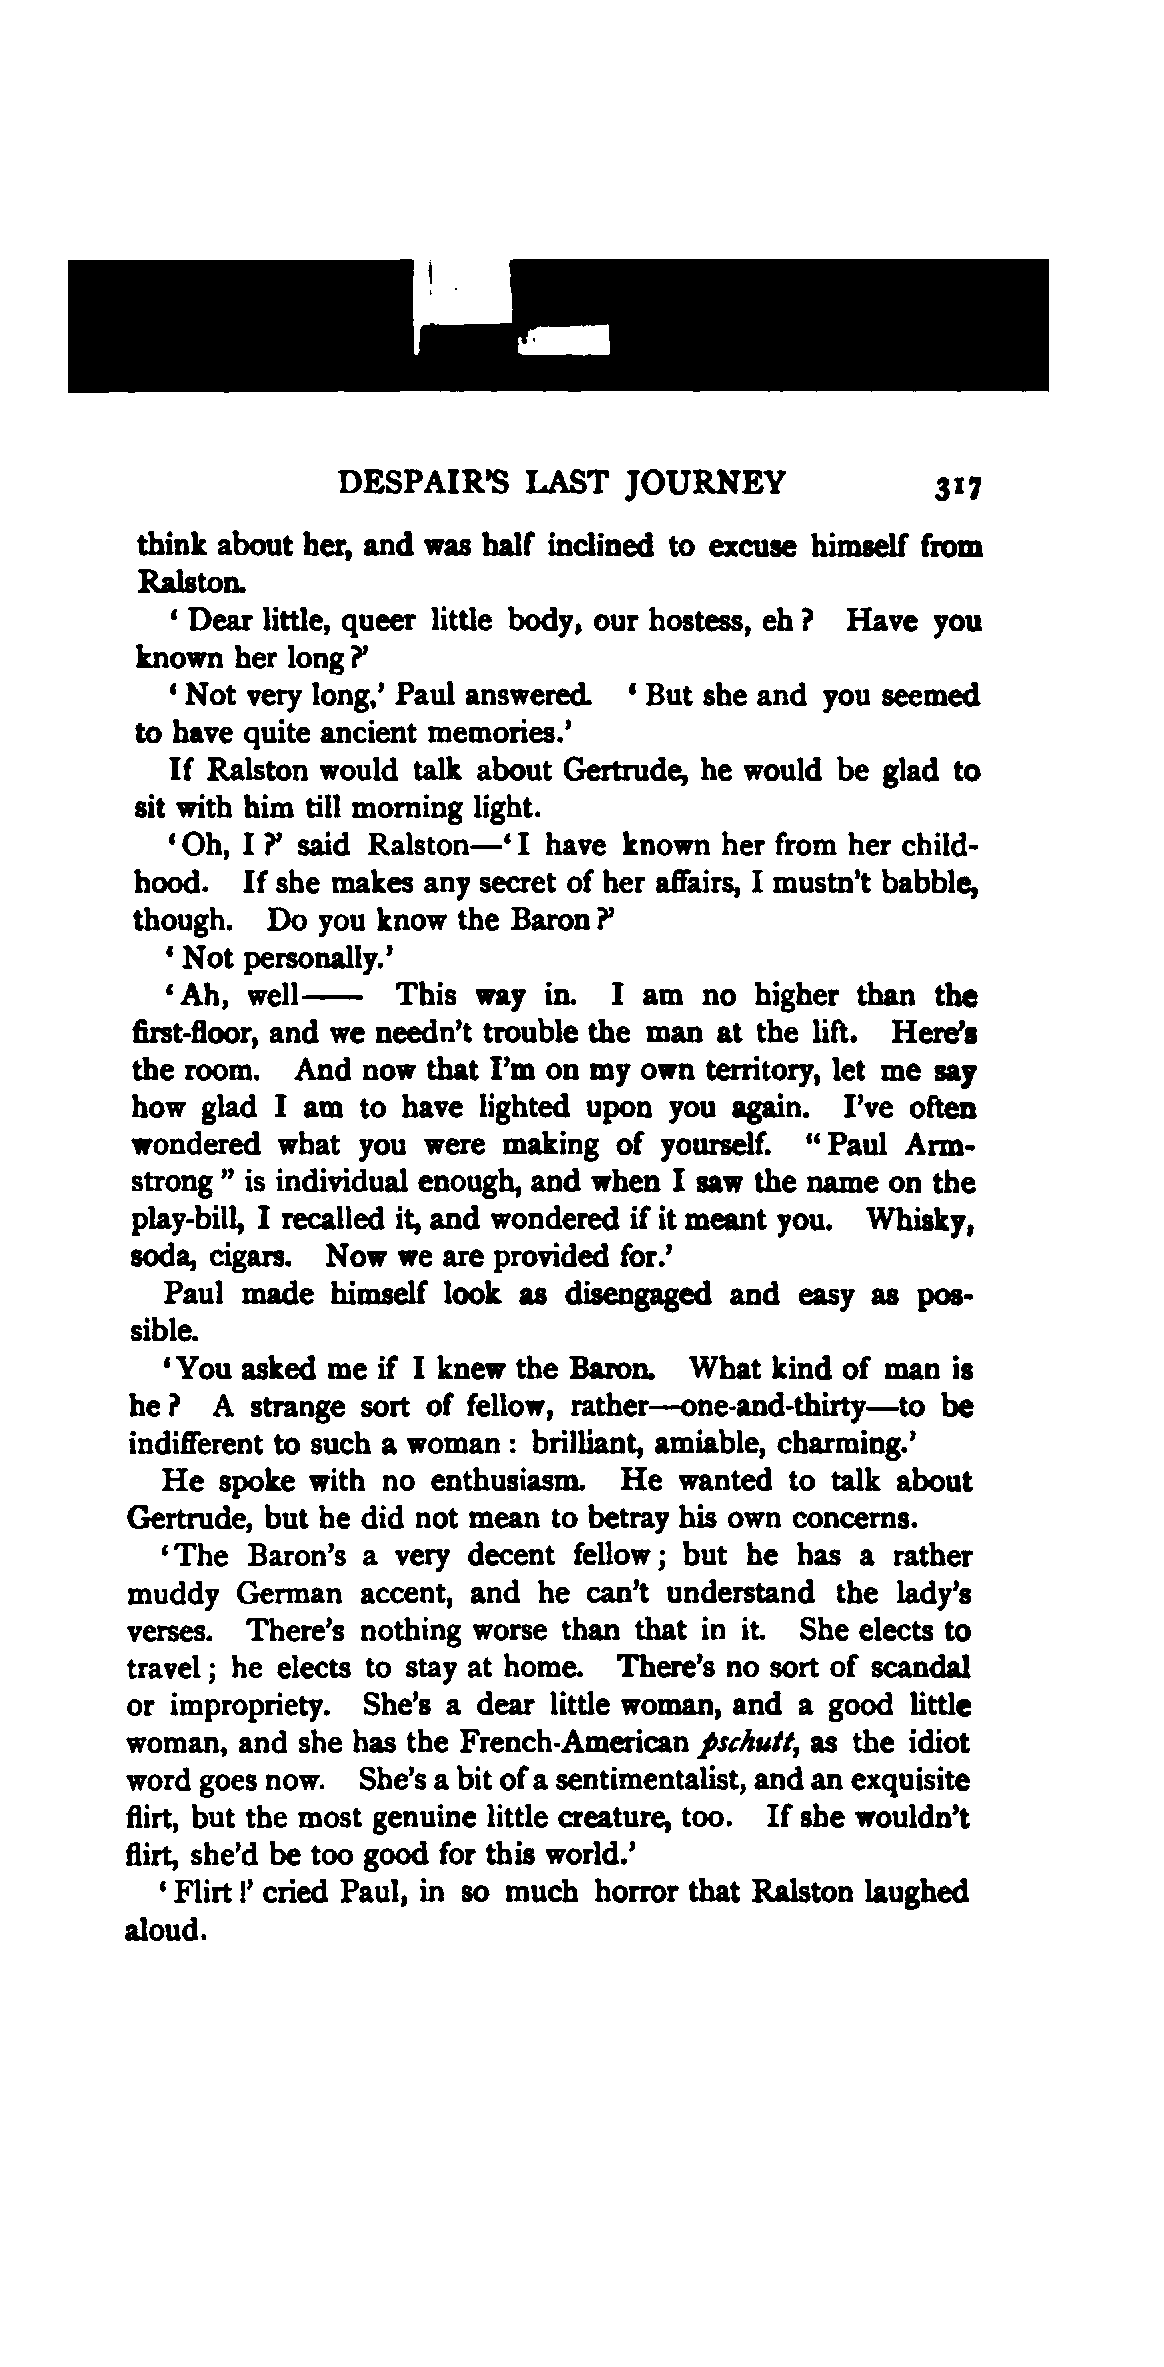 DESPAIR'S LAST JOURNEY 317
think about her, and was half inclined to excuse himself from
Ralston.
‘ Dear little, queer little body, our hostess, eh ? Have you
known her long ?’
‘ Not very long,’ Paul answered. ‘ But she and you seemed
to have quite ancient memories.’
If Ralston would talk about Gertrude, he would be glad to
sit with him till morning light.
‘Oh, I ?’ said Ralston—‘I have known her from her child-
hood. If she makes any secret of her affairs, I mustn't babble,
though. Do you know the Baron ?’
‘ Not personally.’
‘Ah, well—— This way in. I am no higher than the
first-floor, and we needn't trouble the man at the lift. Here's
the room. And now that I'm on my own territory, let me say
how glad I am to have lighted upon you again. I've often
wondered what you were making of yourself. “Paul Arm-
strong” is individual enough, and when I saw the name on the
play-bill, I recalled it, and wondered if it meant you. Whisky,
soda, cigars. Now we are provided for.’
Paul made himself look as disengaged and easy as pos-
sible.
‘You asked me if I knew the Baron. What kind of man is
he ? A strange sort of fellow, rather—one-and-thirty—to be
indifferent to such a woman : brilliant, amiable, charming.’
He spoke with no enthusiasm. He wanted to talk about
Gertrude, but he did not mean to betray his own concerns.
‘The Baron's a very decent fellow ; but he has a rather
muddy German accent, and he can't understand the lady's
verses. There's nothing worse than that in it. She elects to
travel ; he elects to stay at home. There's no sort of scandal
or impropriety. She's a dear little woman, and a good little
woman, and she has the French-American pschutt, as the idiot
word goes now. She's a bit of a sentimentalist, and an exquisite
flirt, but the most genuine little creature, too. If she wouldn't
flirt, she'd be too good for this world.’
‘ Flirt !’ cried Paul, in so much horror that Ralston laughed
aloud.